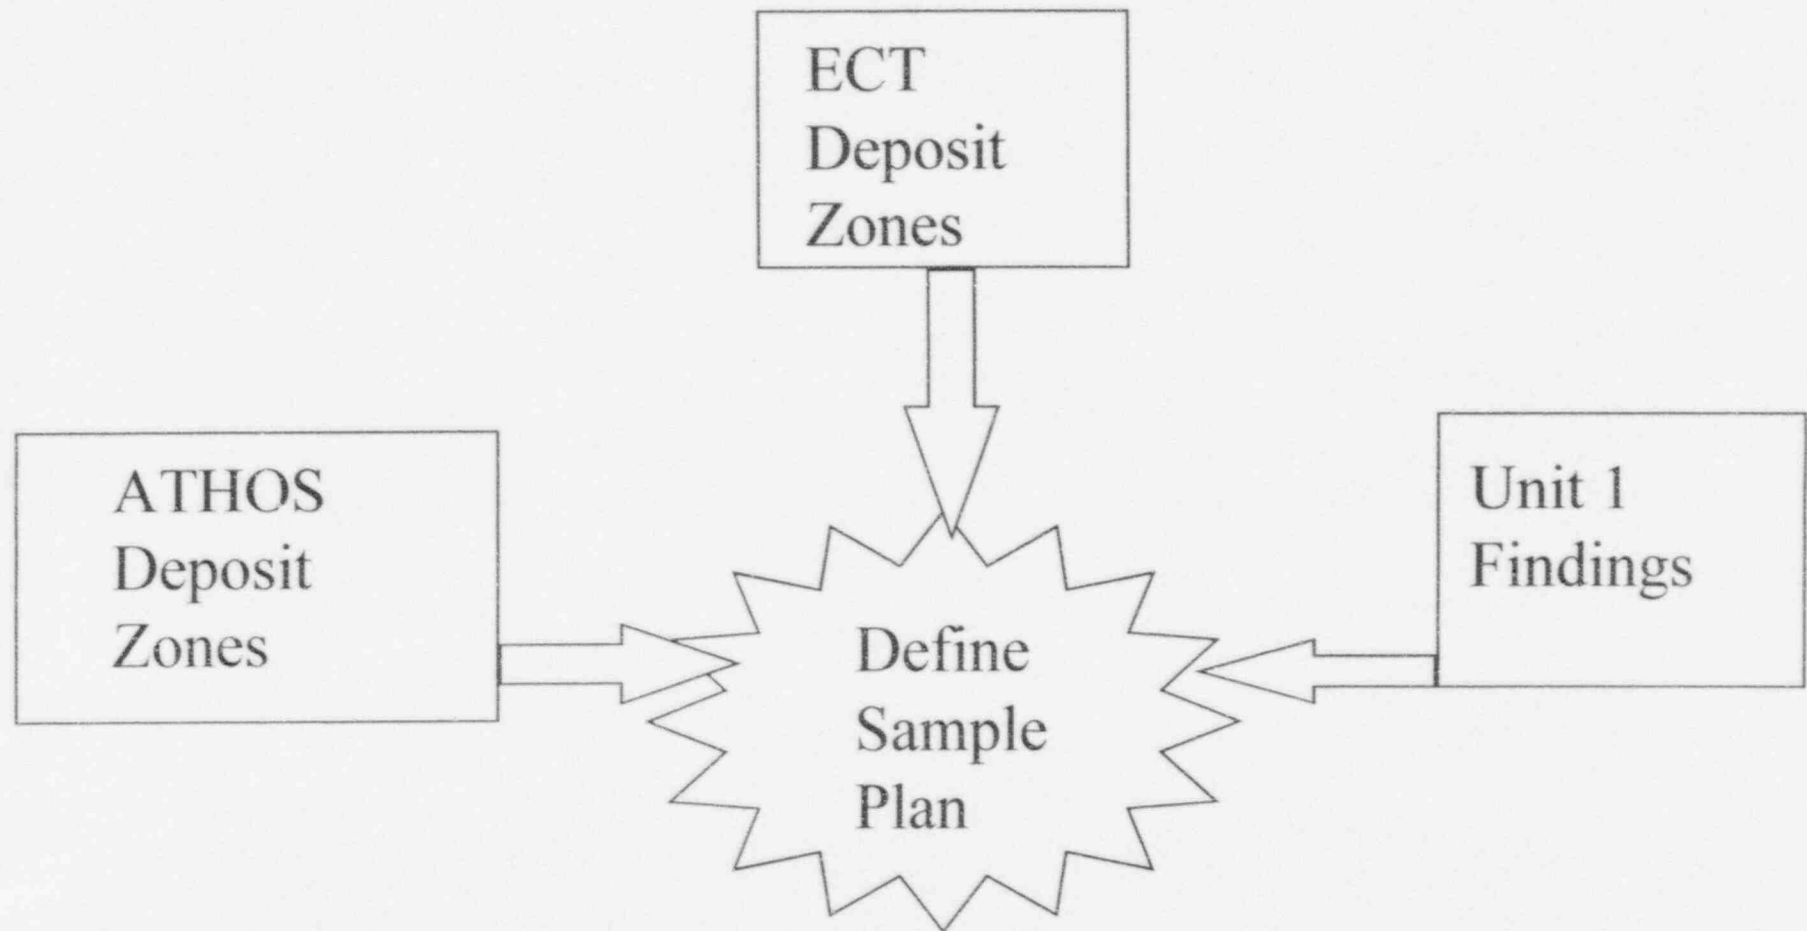 ECT
Deposit
Zones
ATHOS
Deposit
Zones
Unit 1
Findings
Define
Sample
Plan